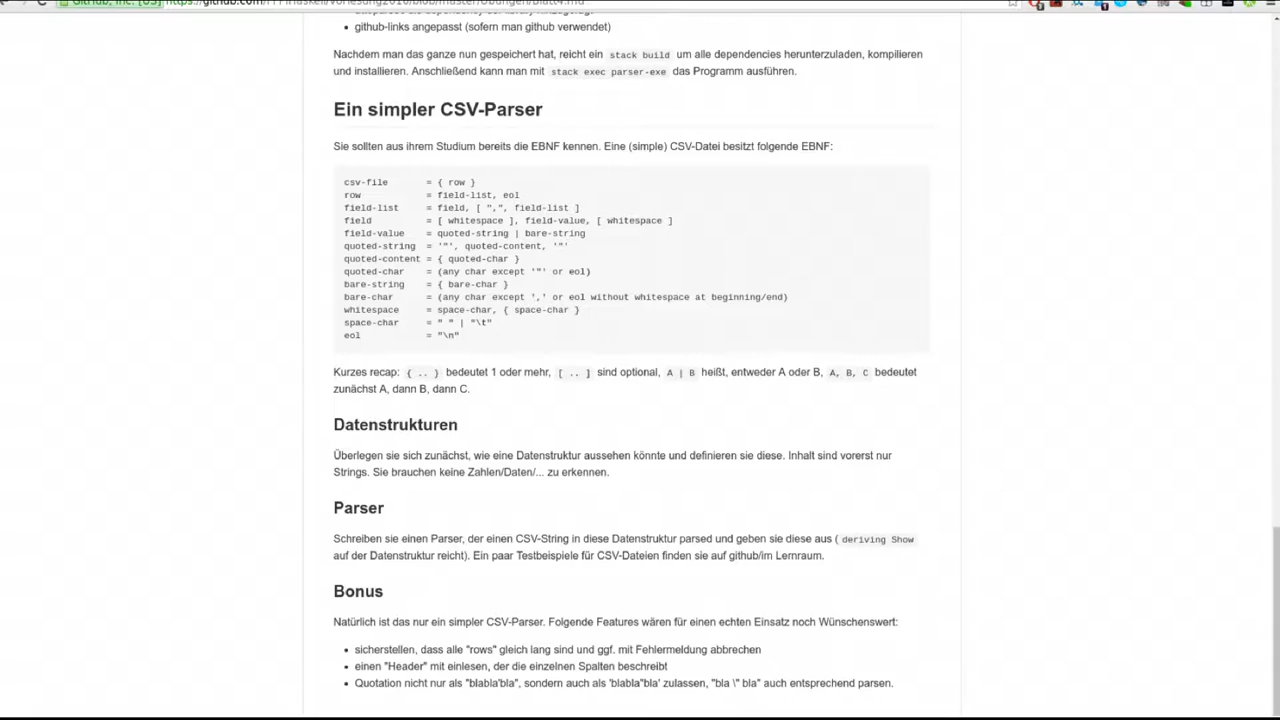 github-links angepasst (sofern man github verwendet)
Nachdem man das ganze nun gespeichert hat, reicht ein stack build um alle dependencies herunterzuladen, kompilieren
und installieren. Anschließend kann man mit stack exec parser-exe das Programm ausführen.
Ein simpler CSV-Parser
Sie sollten aus ihrem Studium bereits die EBNF kennen. Eine (simple) CSV-Datei besitzt folgende EBNF:
csv-file = { row }
row = field-list, eol
field-list = field, [ ",", field-list ]
field = [ whitespace ], field-value, [ whitespace ]
field-value = quoted-string | bare-string
quoted-string = '"', quoted-content, '"'
quoted-content = { quoted-char }
quoted-char = (any char except '"' or eol)
bare-string = { bare-char }
bare-char = (any char except ',' or eol without whitespace at beginning/end)
whitespace = space-char, { space-char }
space-char = " " | "\t"
eol = "\n"
Kurzes recap: { .. } bedeutet 1 oder mehr, [ .. ] sind optional, A | B heißt, entweder A oder B, A, B, C bedeutet
zunächst A, dann B, dann C.
Datenstrukturen
Überlegen sie sich zunächst, wie eine Datenstruktur aussehen könnte und definieren sie diese. Inhalt sind vorerst nur
Strings. Sie brauchen keine Zahlen/Daten/... zu erkennen.
Parser
Schreiben sie einen Parser, der einen CSV-String in diese Datenstruktur parsed und geben sie diese aus ( deriving Show
auf der Datenstruktur reicht). Ein paar Testbeispiele für CSV-Dateien finden sie auf github/im Lernraum.
Bonus
Natürlich ist das nur ein simpler CSV-Parser. Folgende Features wären für einen echten Einsatz noch Wünschenswert:
sicherstellen, dass alle "rows" gleich lang sind und ggf. mit Fehlermeldung abbrechen
einen "Header" mit einlesen, der die einzelnen Spalten beschreibt
Quotation nicht nur als "blabla'bla", sondern auch als 'blabla"bla' zulassen, "bla \" bla" auch entsprechend parsen.